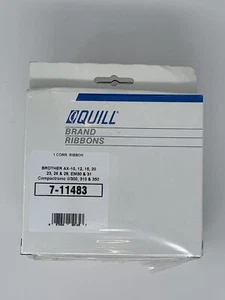 QUILL
BRAND
RIBBONS
1 CORR. RIBBON
BROTHER AX-10, 12, 15, 20
23, 25 & 28, EM30 & 31
Compactronic 300, 310 & 350
7-11483